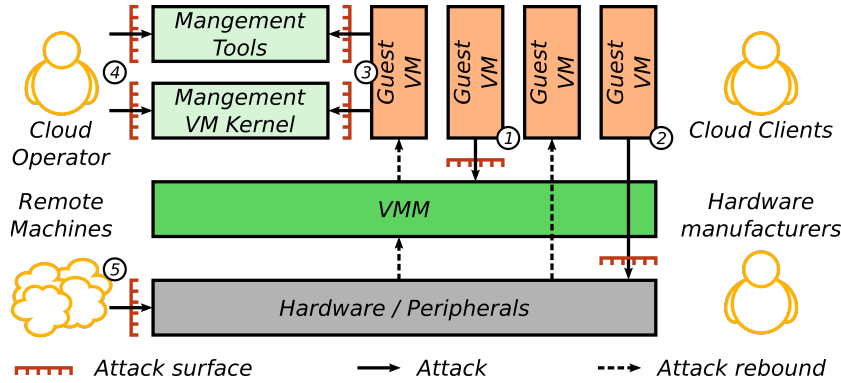 Mangement
Tools
Guest
VM
Guest
VM
Guest
VM
Guest
VM
4
3
Mangement
VM Kernel
1
2
Cloud
Operator
Cloud Clients
Remote
Machines
VMM
Hardware
manufacturers
5
Hardware / Peripherals
Attack surface
Attack
Attack rebound